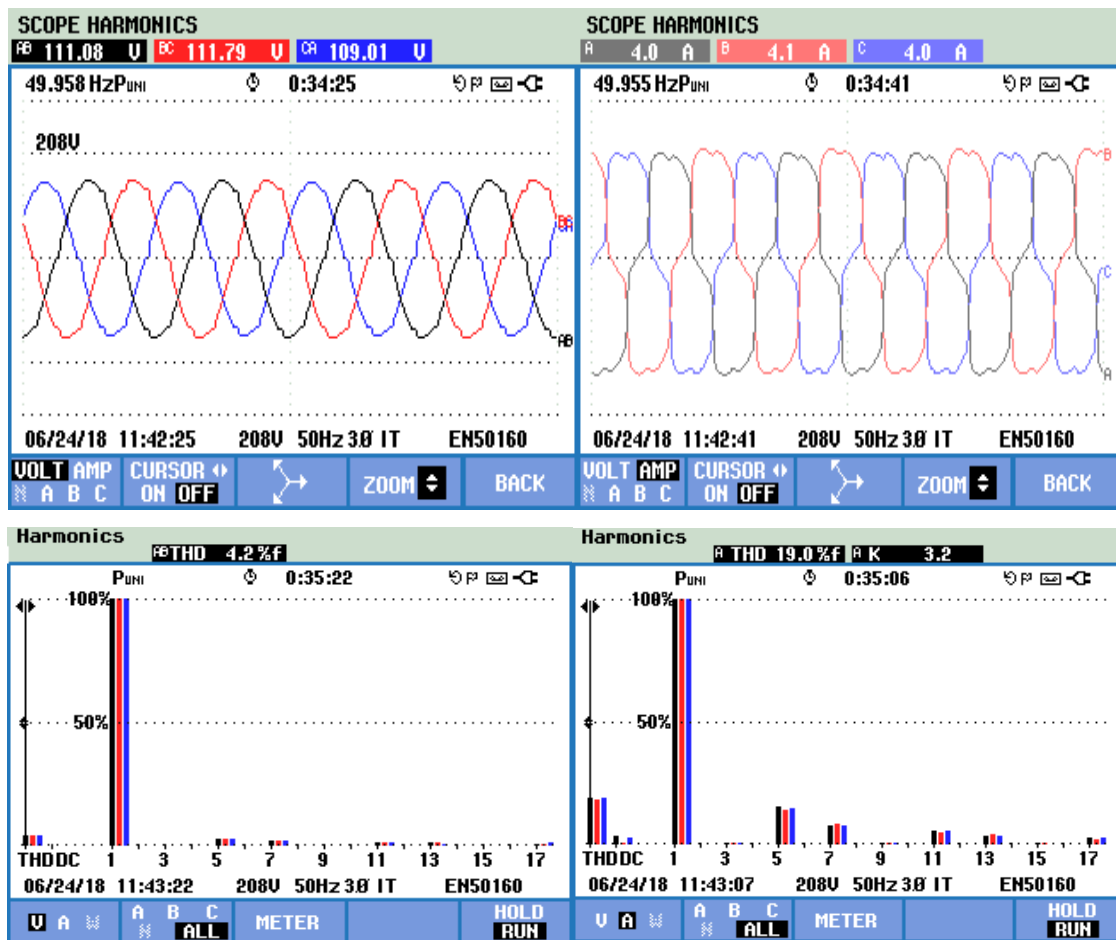 SCOPE HARMONICS
AB 111.08 V BC 111.79 V CA 109.01 V
49.958 HzPUNI 0:34:25
208V
BC
CA
AB
06/24/18 11:42:25 208V 50Hz 3.0 IT EN50160
VOLT AMP CURSOR ZOOM BACK
N A B C ON OFF
SCOPE HARMONICS
A 4.0 A B 4.1 A C 4.0 A
49.955 HzPUNI 0:34:41
B
C
A
06/24/18 11:42:41 208V 50Hz 3.0 IT EN50160
VOLT AMP CURSOR ZOOM BACK
N A B C ON OFF
Harmonics
AB THD 4.2 %f
PUNI 0:35:22
100%
50%
THD DC 1 3 5 7 9 11 13 15 17
06/24/18 11:43:22 208V 50Hz 3.0 IT EN50160
V A W A B C METER HOLD
N ALL RUN
Harmonics
A THD 19.0 %f A K 3.2
PUNI 0:35:06
100%
50%
THD DC 1 3 5 7 9 11 13 15 17
06/24/18 11:43:07 208V 50Hz 3.0 IT EN50160
V A W A B C METER HOLD
N ALL RUN